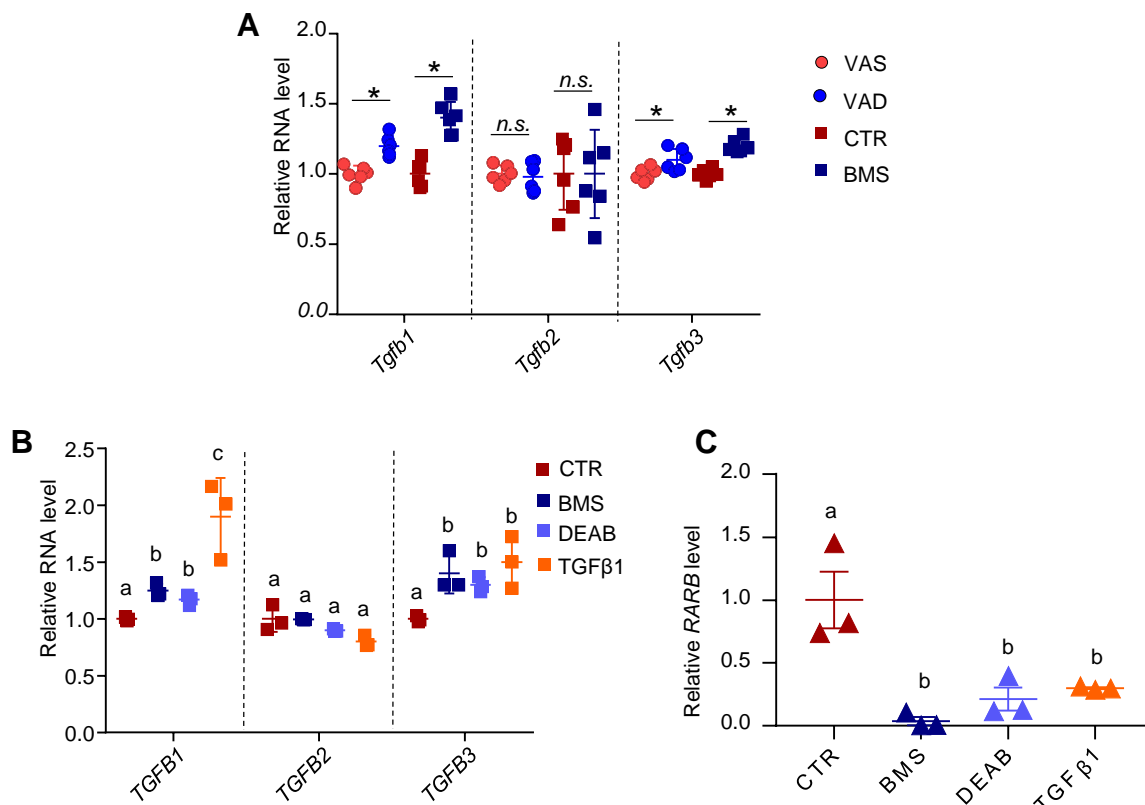 A
Relative RNA level
2.0
1.5
1.0
0.5
0.0
*
*
n.s.
n.s.
*
*
Tgfb1
Tgfb2
Tgfb3
VAS
VAD
CTR
BMS
B
Relative RNA level
2.5
2.0
1.5
1.0
0.5
0.0
a
b
b
c
a
a
a
a
a
b
b
b
TGFB1
TGFB2
TGFB3
CTR
BMS
DEAB
TGFβ1
C
Relative RARB level
2.0
1.5
1.0
0.5
0.0
a
b
b
b
CTR
BMS
DEAB
TGFβ1